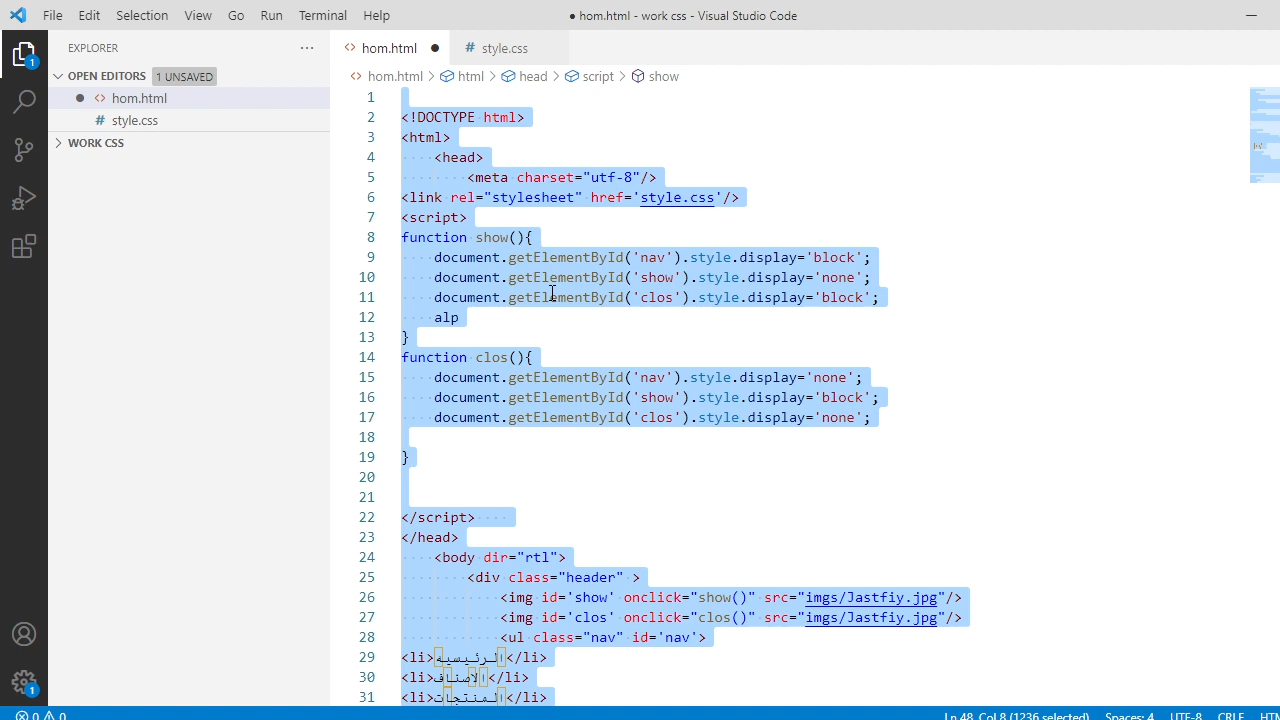 File Edit Selection View Go Run Terminal Help
● hom.html - work css - Visual Studio Code
EXPLORER
OPEN EDITORS 1 UNSAVED
hom.html
style.css
WORK CSS
hom.html style.css
hom.html > html > head > script > show
1
2 <!DOCTYPE html>
3 <html>
4 <head>
5 <meta charset="utf-8"/>
6 <link rel="stylesheet" href='style.css'/>
7 <script>
8 function show(){
9 document.getElementById('nav').style.display='block';
10 document.getElementById('show').style.display='none';
11 document.getElementById('clos').style.display='block';
12 alp
13 }
14 function clos(){
15 document.getElementById('nav').style.display='none';
16 document.getElementById('show').style.display='block';
17 document.getElementById('clos').style.display='none';
18
19 }
20
21
22 </script>
23 </head>
24 <body dir="rtl">
25 <div class="header" >
26 <img id='show' onclick="show()" src="imgs/Jastfiy.jpg"/>
27 <img id='clos' onclick="clos()" src="imgs/Jastfiy.jpg"/>
28 <ul class="nav" id='nav'>
29 <li>الرئيسيه</li>
30 <li>الاصناف</li>
31 <li>المنتجات</li>
1
1
0 0
Ln 48, Col 8 (1236 selected) Spaces: 4 UTF-8 CRLF